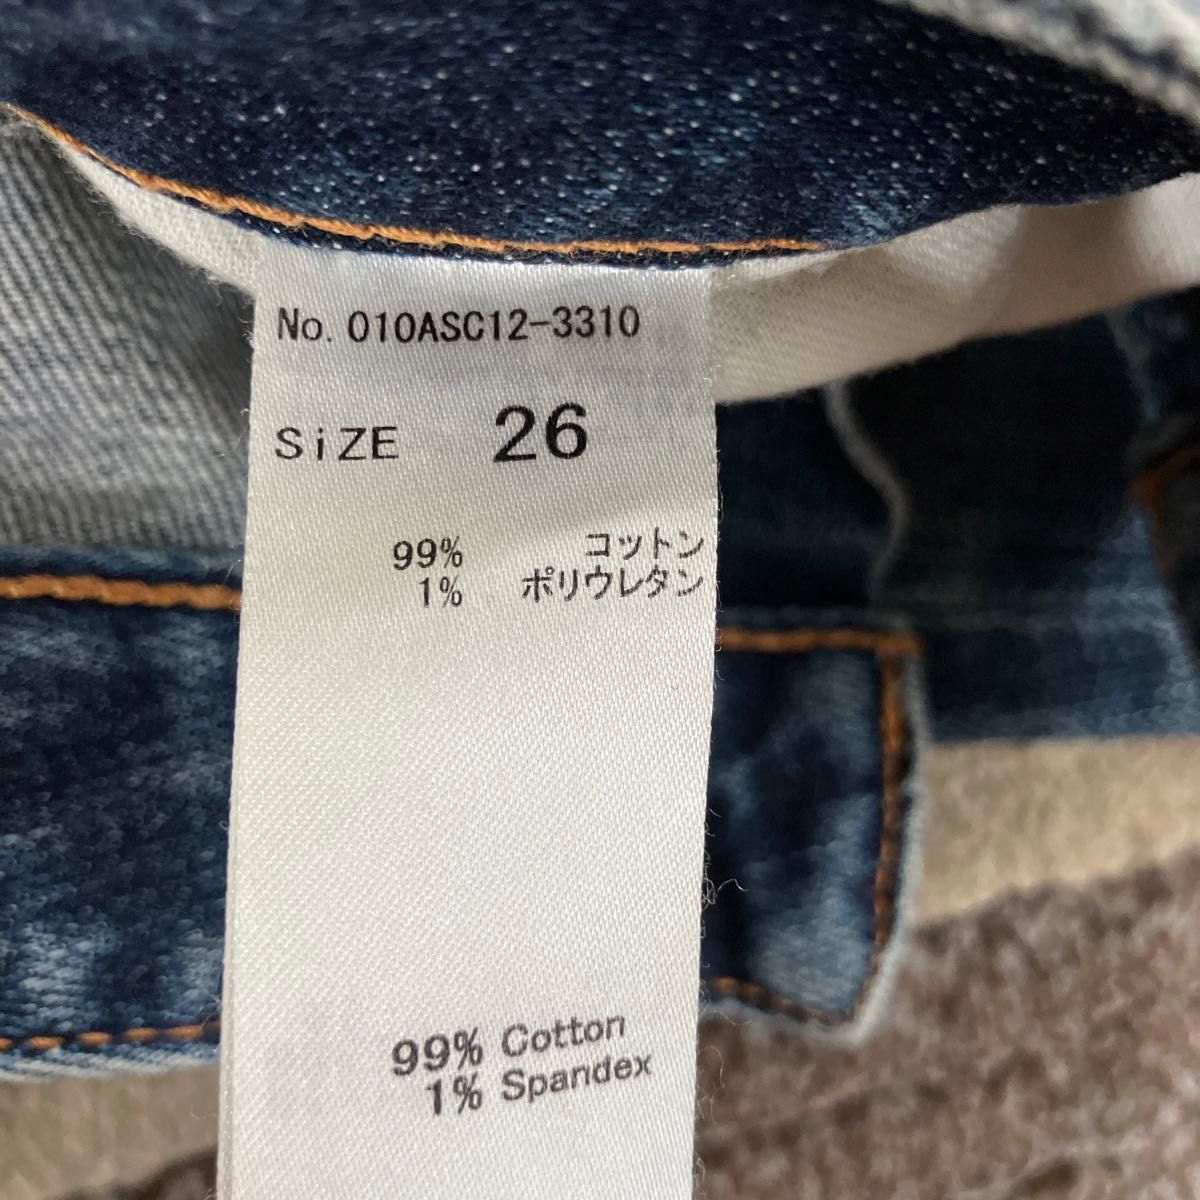 No. 010ASC12-3310
SiZE 26
99% コットン
1% ポリウレタン
99% Cotton
1% Spandex